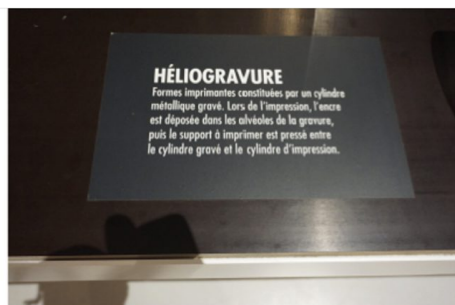 HÉLIOGRAVURE
Formes imprimantes constituées par un cylindre
métallique gravé. Lors de l'impression, l'encre
est déposée dans les alvéoles de la gravure,
puis le support à imprimer est pressé entre
le cylindre gravé et le cylindre d'impression.